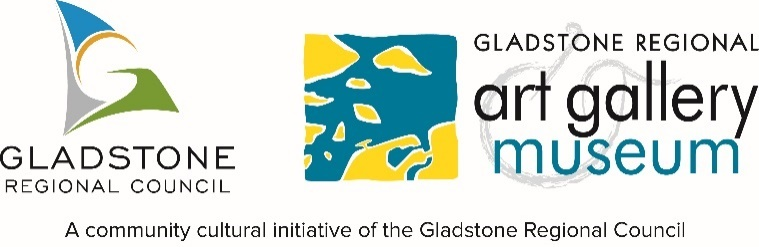 GLADSTONE
REGIONAL COUNCIL
GLADSTONE REGIONAL
art gallery
&
museum
A community cultural initiative of the Gladstone Regional Council